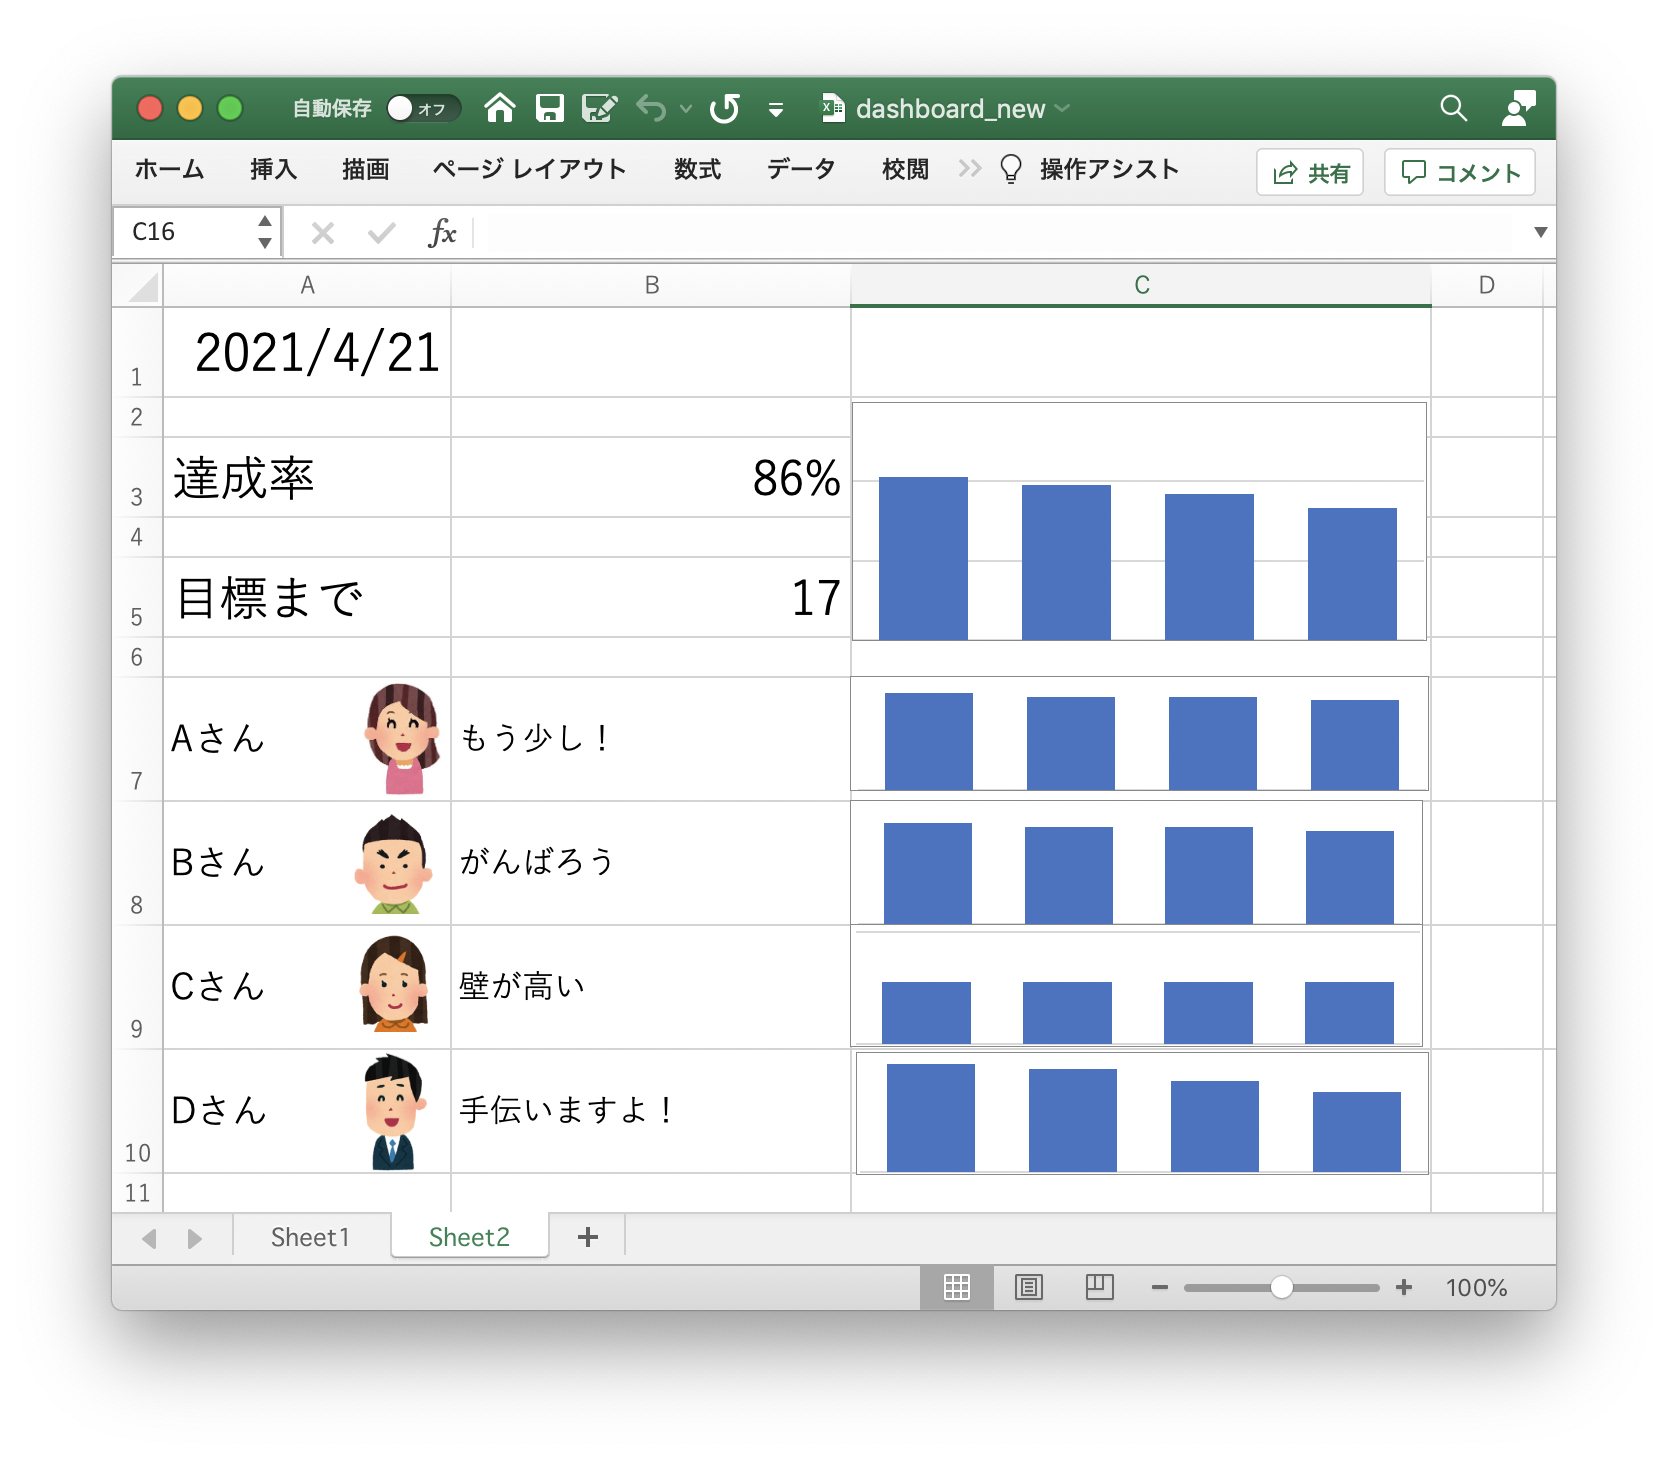 自動保存 オフ dashboard_new
ホーム 挿入 描画 ページ レイアウト 数式 データ 校閲 操作アシスト 共有 コメント
C16 fx
A B C D
1 2021/4/21
2
3 達成率 86%
4
5 目標まで 17
6
7 Aさん もう少し！
8 Bさん がんばろう
9 Cさん 壁が高い
10 Dさん 手伝いますよ！
11
Sheet1 Sheet2 +
100%